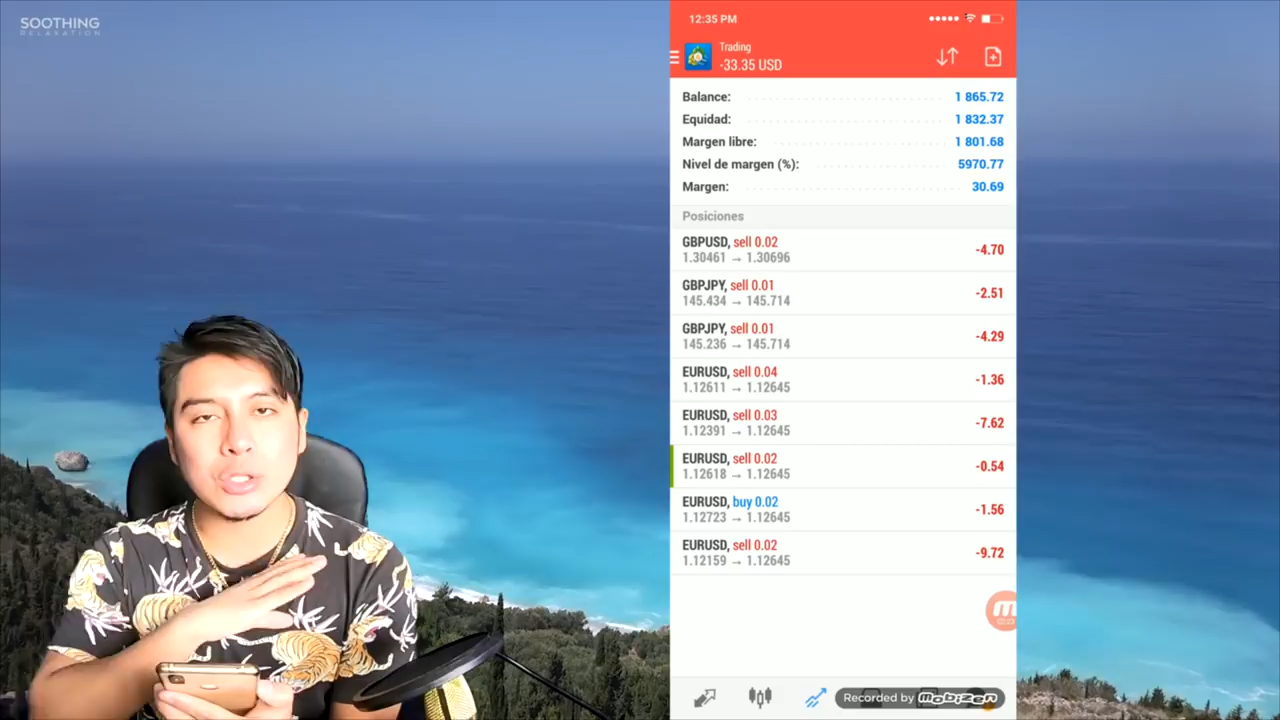 SOOTHING
RELAXATION
12:35 PM
Trading
-33.35 USD
Balance: 1 865.72
Equidad: 1 832.37
Margen libre: 1 801.68
Nivel de margen (%): 5970.77
Margen: 30.69
Posiciones
GBPUSD, sell 0.02
1.30461 → 1.30696 -4.70
GBPJPY, sell 0.01
145.434 → 145.714 -2.51
GBPJPY, sell 0.01
145.236 → 145.714 -4.29
EURUSD, sell 0.04
1.12611 → 1.12645 -1.36
EURUSD, sell 0.03
1.12391 → 1.12645 -7.62
EURUSD, sell 0.02
1.12618 → 1.12645 -0.54
EURUSD, buy 0.02
1.12723 → 1.12645 -1.56
EURUSD, sell 0.02
1.12159 → 1.12645 -9.72
Recorded by Mobizen